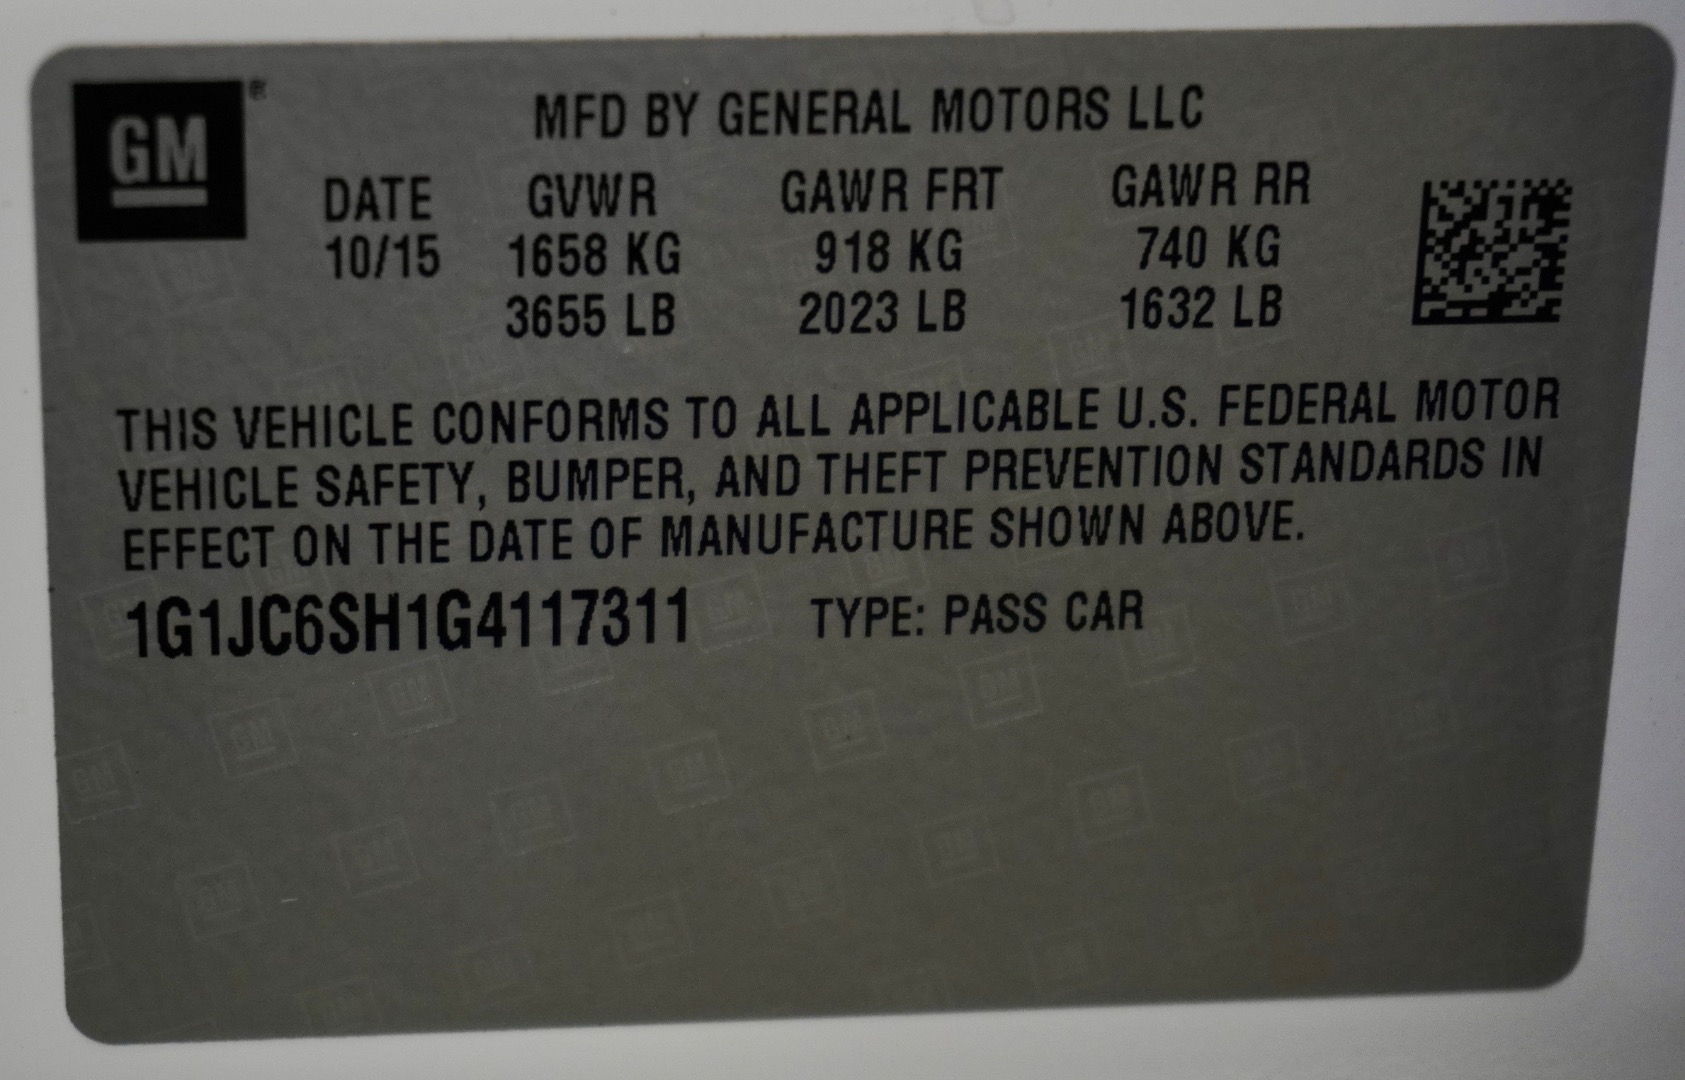 GM ®
MFD BY GENERAL MOTORS LLC
DATE GVWR GAWR FRT GAWR RR
10/15 1658 KG 918 KG 740 KG
3655 LB 2023 LB 1632 LB
THIS VEHICLE CONFORMS TO ALL APPLICABLE U.S. FEDERAL MOTOR
VEHICLE SAFETY, BUMPER, AND THEFT PREVENTION STANDARDS IN
EFFECT ON THE DATE OF MANUFACTURE SHOWN ABOVE.
1G1JC6SH1G4117311 TYPE: PASS CAR